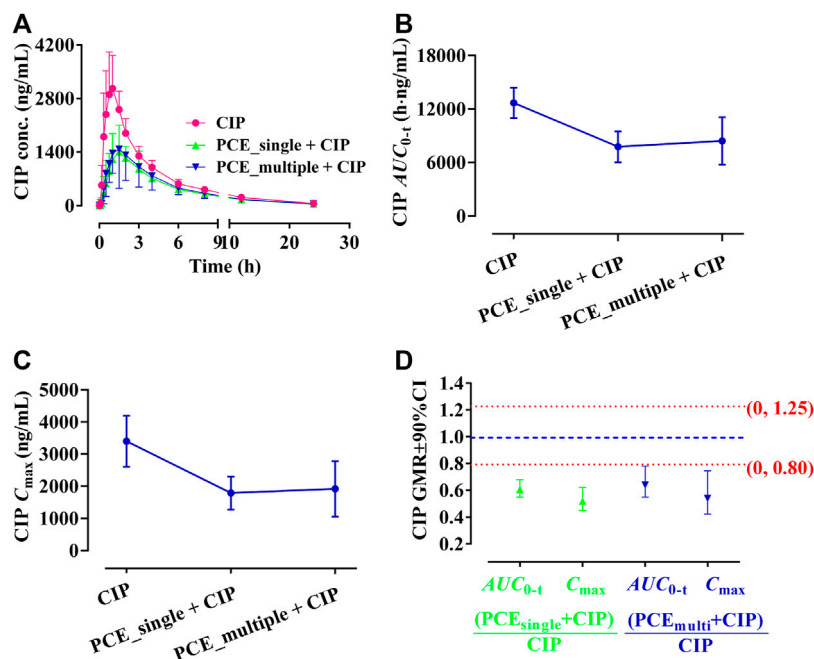 A
CIP conc. (ng/mL)
4200
2800
1400
0
CIP
PCE_single + CIP
PCE_multiple + CIP
0 3 6 9 10 20 30
Time (h)
B
CIP AUC0-t
(h·ng/mL)
18000
12000
6000
0
CIP
PCE_single + CIP
PCE_multiple + CIP
C
CIP Cmax (ng/mL)
5000
4000
3000
2000
1000
0
CIP
PCE_single + CIP
PCE_multiple + CIP
D
CIP GMR±90%CI
1.4
1.2
1.0
0.8
0.6
0.4
0.2
(0, 1.25)
(0, 0.80)
AUC0-t Cmax AUC0-t Cmax
(PCEsingle+CIP) (PCEmulti+CIP)
CIP CIP